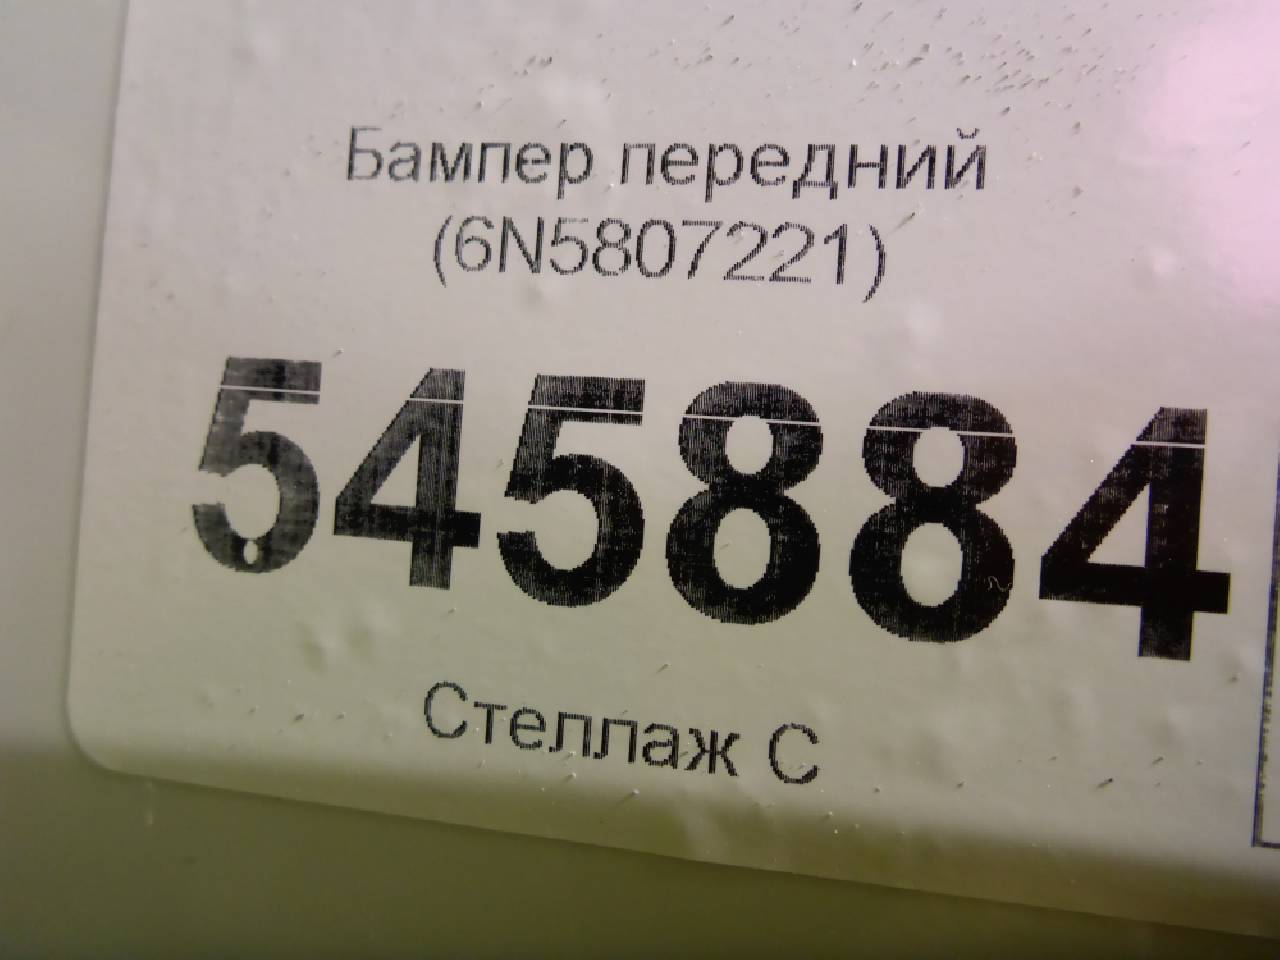 Бампер передний
(6N5807221)
545884
Стеллаж С